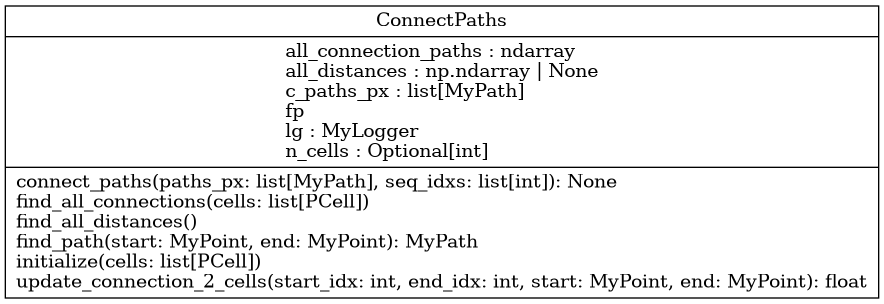 ConnectPaths
all_connection_paths : ndarray
all_distances : np.ndarray | None
c_paths_px : list[MyPath]
fp
lg : MyLogger
n_cells : Optional[int]
connect_paths(paths_px: list[MyPath], seq_idxs: list[int]): None
find_all_connections(cells: list[PCell])
find_all_distances()
find_path(start: MyPoint, end: MyPoint): MyPath
initialize(cells: list[PCell])
update_connection_2_cells(start_idx: int, end_idx: int, start: MyPoint, end: MyPoint): float